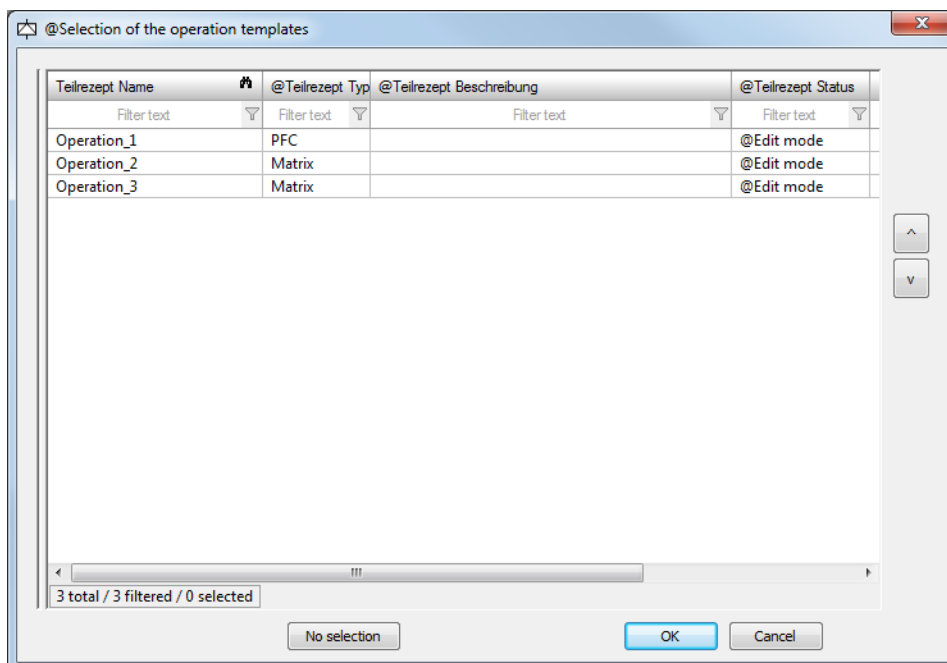 @Selection of the operation templates
x
Teilrezept Name @Teilrezept Typ @Teilrezept Beschreibung @Teilrezept Status
Filter text Filter text Filter text Filter text
Operation_1 PFC @Edit mode
Operation_2 Matrix @Edit mode
Operation_3 Matrix @Edit mode
^
v
3 total / 3 filtered / 0 selected
No selection OK Cancel